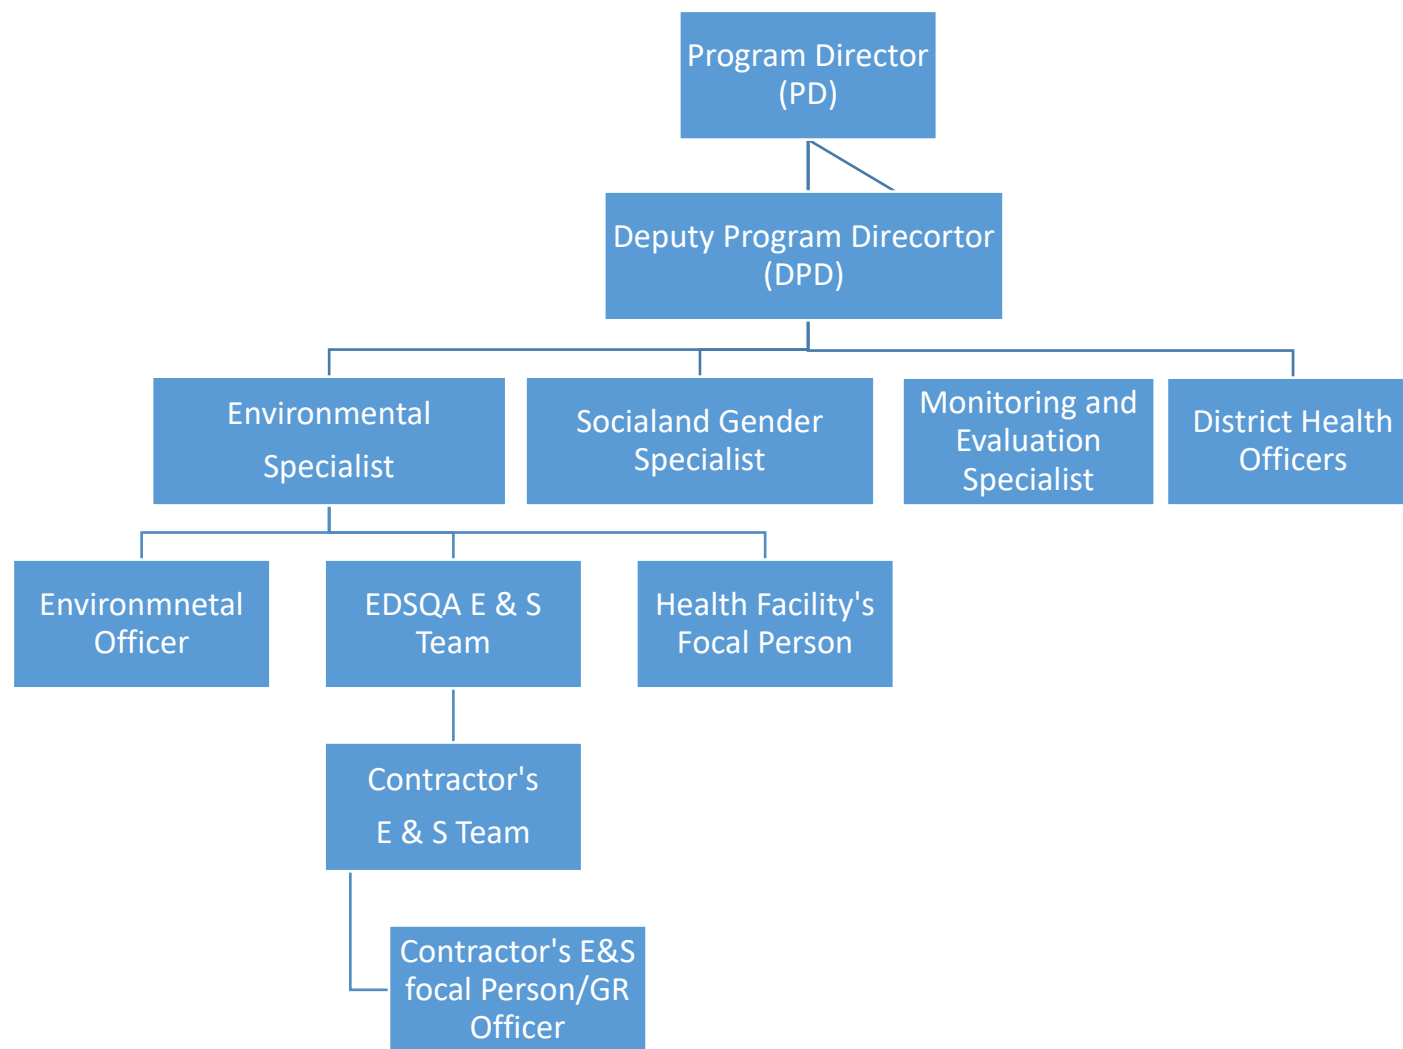 Program Director
(PD)
Deputy Program Direcortor
(DPD)
Environmental
Specialist
Socialand Gender
Specialist
Monitoring and
Evaluation
Specialist
District Health
Officers
Environmnetal
Officer
EDSQA E & S
Team
Health Facility's
Focal Person
Contractor's
E & S Team
Contractor's E&S
focal Person/GR
Officer